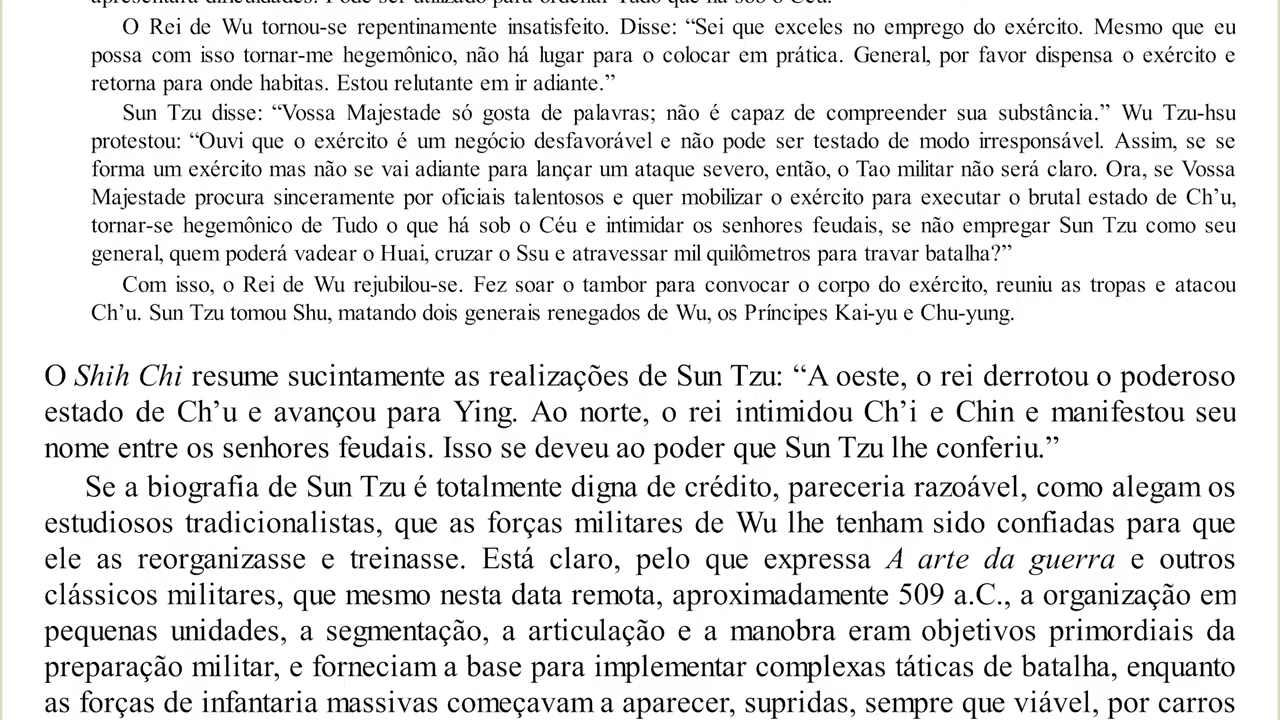 apresentará dificuldades. Pode ser utilizado para ordenar Tudo que há sob o Céu.”
O Rei de Wu tornou-se repentinamente insatisfeito. Disse: “Sei que exceles no emprego do exército. Mesmo que eu
possa com isso tornar-me hegemônico, não há lugar para o colocar em prática. General, por favor dispensa o exército e
retorna para onde habitas. Estou relutante em ir adiante.”
Sun Tzu disse: “Vossa Majestade só gosta de palavras; não é capaz de compreender sua substância.” Wu Tzu-hsu
protestou: “Ouvi que o exército é um negócio desfavorável e não pode ser testado de modo irresponsável. Assim, se se
forma um exército mas não se vai adiante para lançar um ataque severo, então, o Tao militar não será claro. Ora, se Vossa
Majestade procura sinceramente por oficiais talentosos e quer mobilizar o exército para executar o brutal estado de Ch’u,
tornar-se hegemônico de Tudo o que há sob o Céu e intimidar os senhores feudais, se não empregar Sun Tzu como seu
general, quem poderá vadear o Huai, cruzar o Ssu e atravessar mil quilômetros para travar batalha?”
Com isso, o Rei de Wu rejubilou-se. Fez soar o tambor para convocar o corpo do exército, reuniu as tropas e atacou
Ch’u. Sun Tzu tomou Shu, matando dois generais renegados de Wu, os Príncipes Kai-yu e Chu-yung.
O Shih Chi resume sucintamente as realizações de Sun Tzu: “A oeste, o rei derrotou o poderoso
estado de Ch’u e avançou para Ying. Ao norte, o rei intimidou Ch’i e Chin e manifestou seu
nome entre os senhores feudais. Isso se deveu ao poder que Sun Tzu lhe conferiu.”
Se a biografia de Sun Tzu é totalmente digna de crédito, pareceria razoável, como alegam os
estudiosos tradicionalistas, que as forças militares de Wu lhe tenham sido confiadas para que
ele as reorganizasse e treinasse. Está claro, pelo que expressa A arte da guerra e outros
clássicos militares, que mesmo nesta data remota, aproximadamente 509 a.C., a organização em
pequenas unidades, a segmentação, a articulação e a manobra eram objetivos primordiais da
preparação militar, e forneciam a base para implementar complexas táticas de batalha, enquanto
as forças de infantaria massivas começavam a aparecer, supridas, sempre que viável, por carros